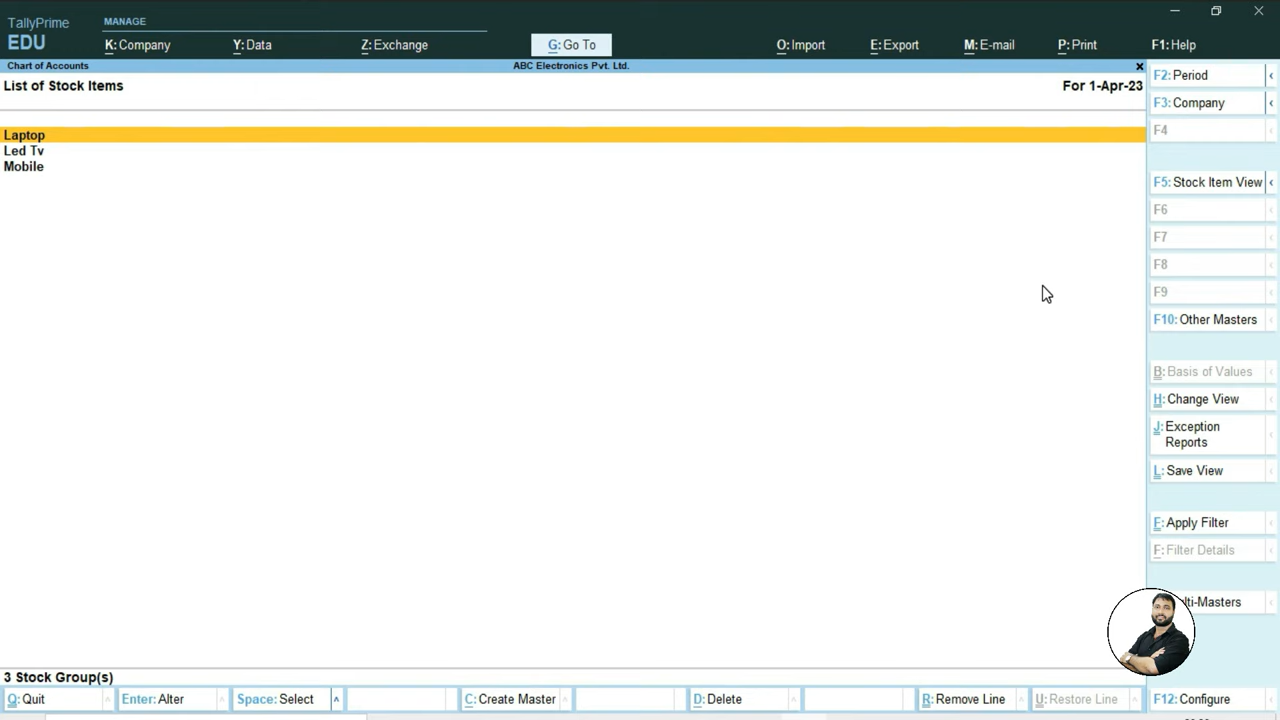 TallyPrime
EDU
MANAGE
K: Company
Y: Data
Z: Exchange
G: Go To
O: Import
E: Export
M: E-mail
P: Print
F1: Help
Chart of Accounts
ABC Electronics Pvt. Ltd.
x
List of Stock Items
For 1-Apr-23
Laptop
Led Tv
Mobile
F2: Period
F3: Company
F4
F5: Stock Item View
F6
F7
F8
F9
F10: Other Masters
B: Basis of Values
H: Change View
J: Exception
Reports
L: Save View
F: Apply Filter
F: Filter Details
lti-Masters
3 Stock Group(s)
Q: Quit
Enter: Alter
Space: Select
C: Create Master
D: Delete
R: Remove Line
U: Restore Line
F12: Configure